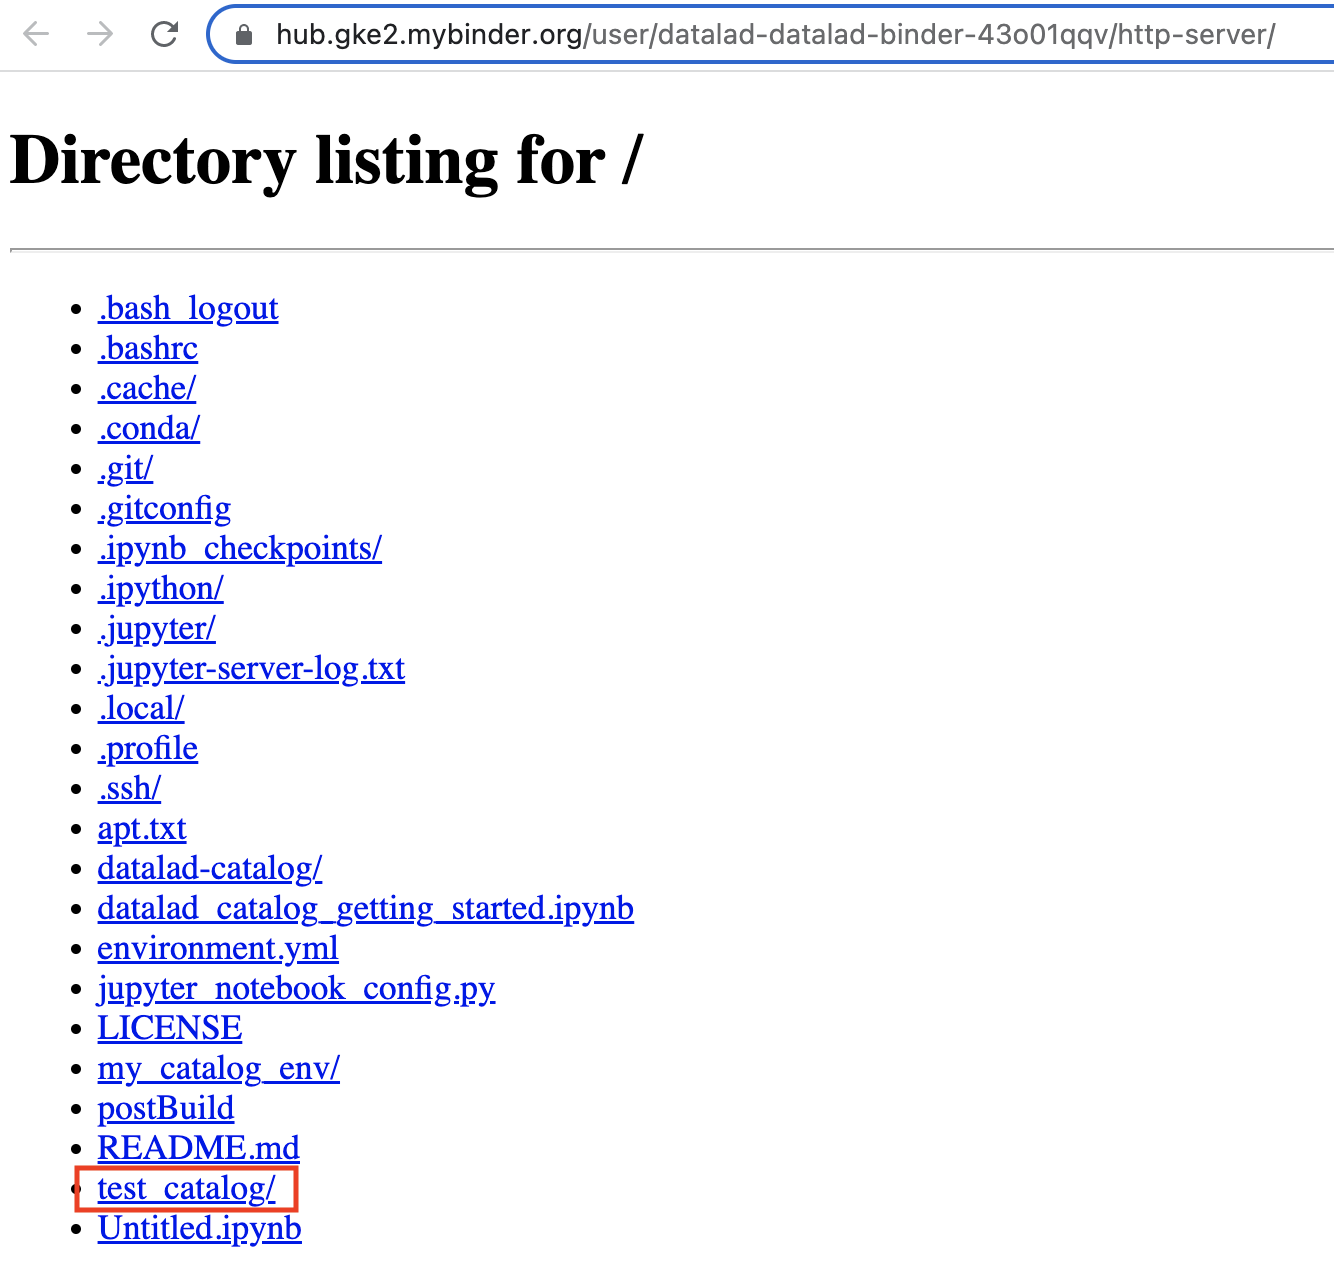 hub.gke2.mybinder.org/user/datalad-datalad-binder-43o01qqv/http-server/
Directory listing for /
.bash_logout
.bashrc
.cache/
.conda/
.git/
.gitconfig
.ipynb_checkpoints/
.ipython/
.jupyter/
.jupyter-server-log.txt
.local/
.profile
.ssh/
apt.txt
datalad-catalog/
datalad_catalog_getting_started.ipynb
environment.yml
jupyter_notebook_config.py
LICENSE
my_catalog_env/
postBuild
README.md
test_catalog/
Untitled.ipynb